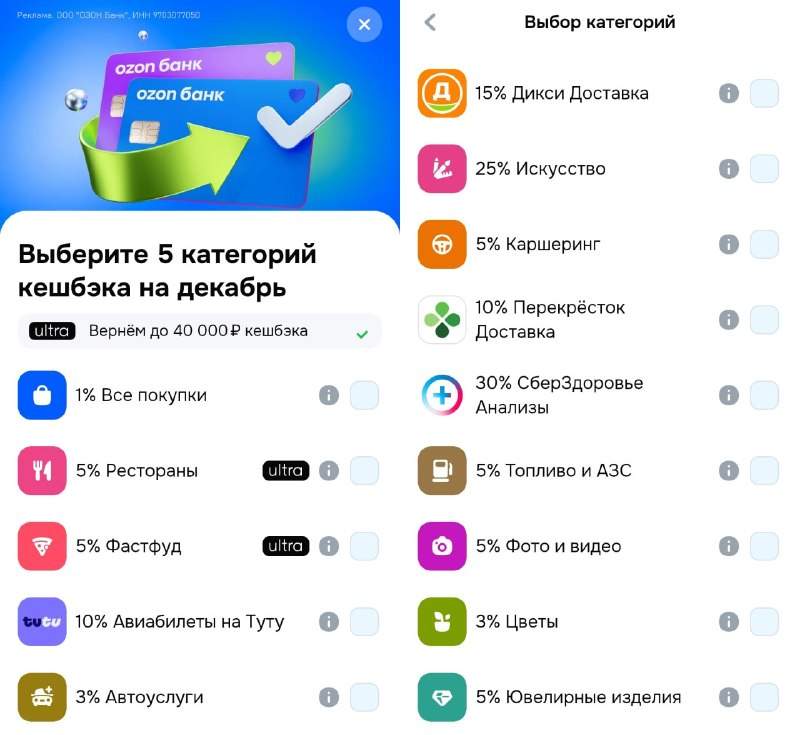 Реклама. ООО "ОЗОН Банк", ИНН 9703077050
ozon банк
ozon банк
Выберите 5 категорий
кешбэка на декабрь
ultra Вернём до 40 000 ₽ кешбэка
1% Все покупки
5% Рестораны ultra
5% Фастфуд ultra
tutu 10% Авиабилеты на Туту
3% Автоуслуги
Выбор категорий
Д 15% Дикси Доставка
25% Искусство
5% Каршеринг
10% Перекрёсток
Доставка
30% СберЗдоровье
Анализы
5% Топливо и АЗС
5% Фото и видео
3% Цветы
5% Ювелирные изделия